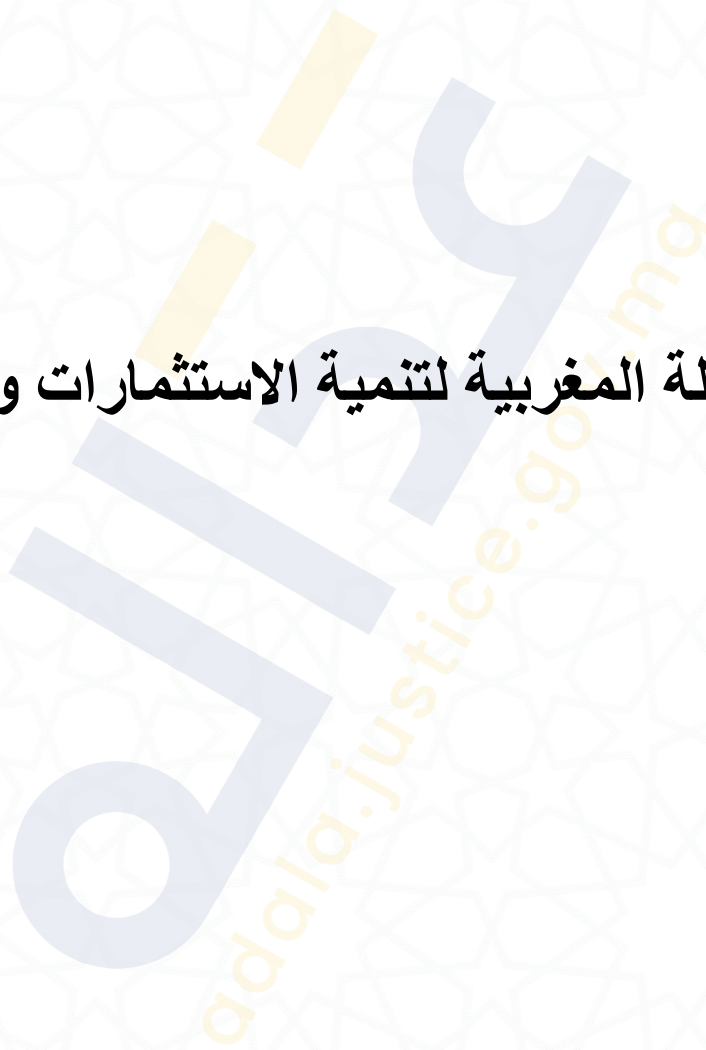 لة المغربية لتنمية الاستثمارات و
adala.justice.gov.ma